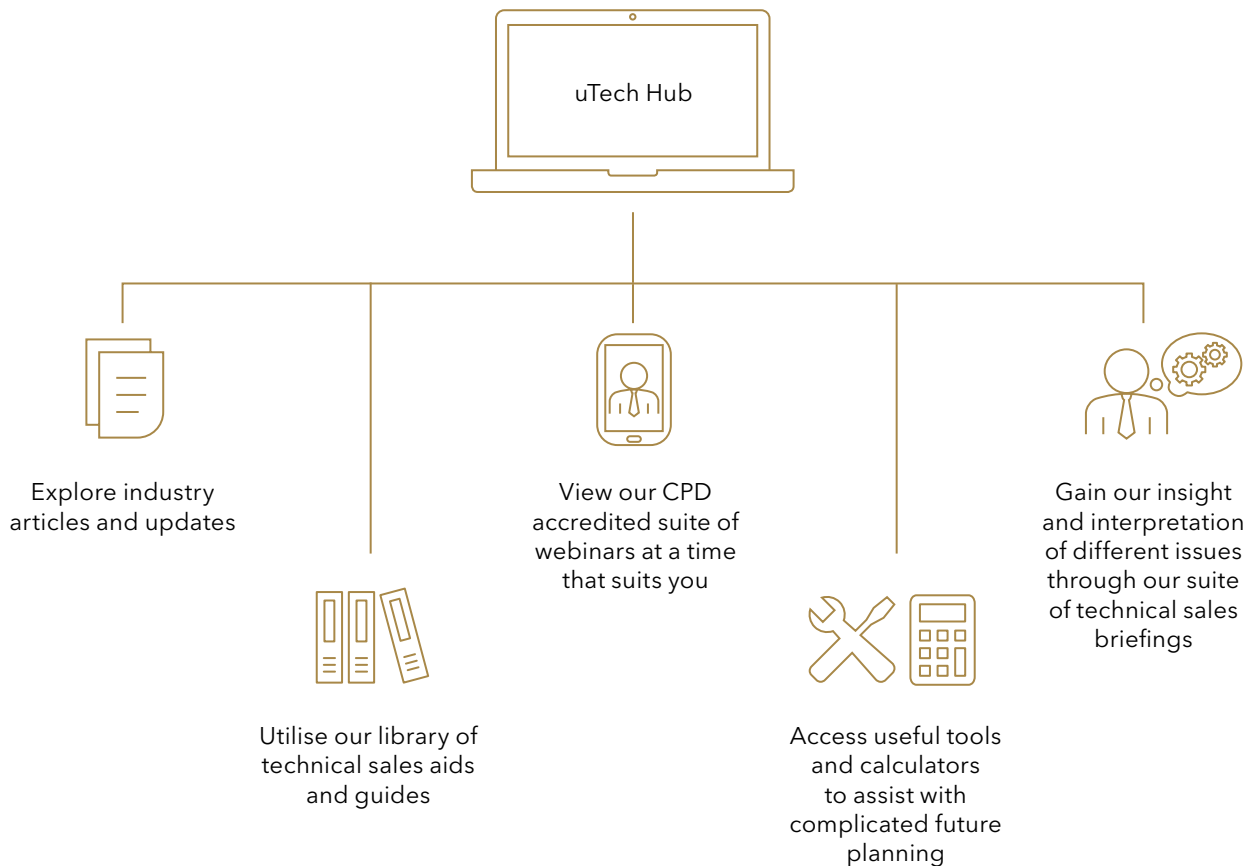 uTech Hub
Explore industry
articles and updates
Utilise our library of
technical sales aids
and guides
View our CPD
accredited suite of
webinars at a time
that suits you
Access useful tools
and calculators
to assist with
complicated future
planning
Gain our insight
and interpretation
of different issues
through our suite
of technical sales
briefings